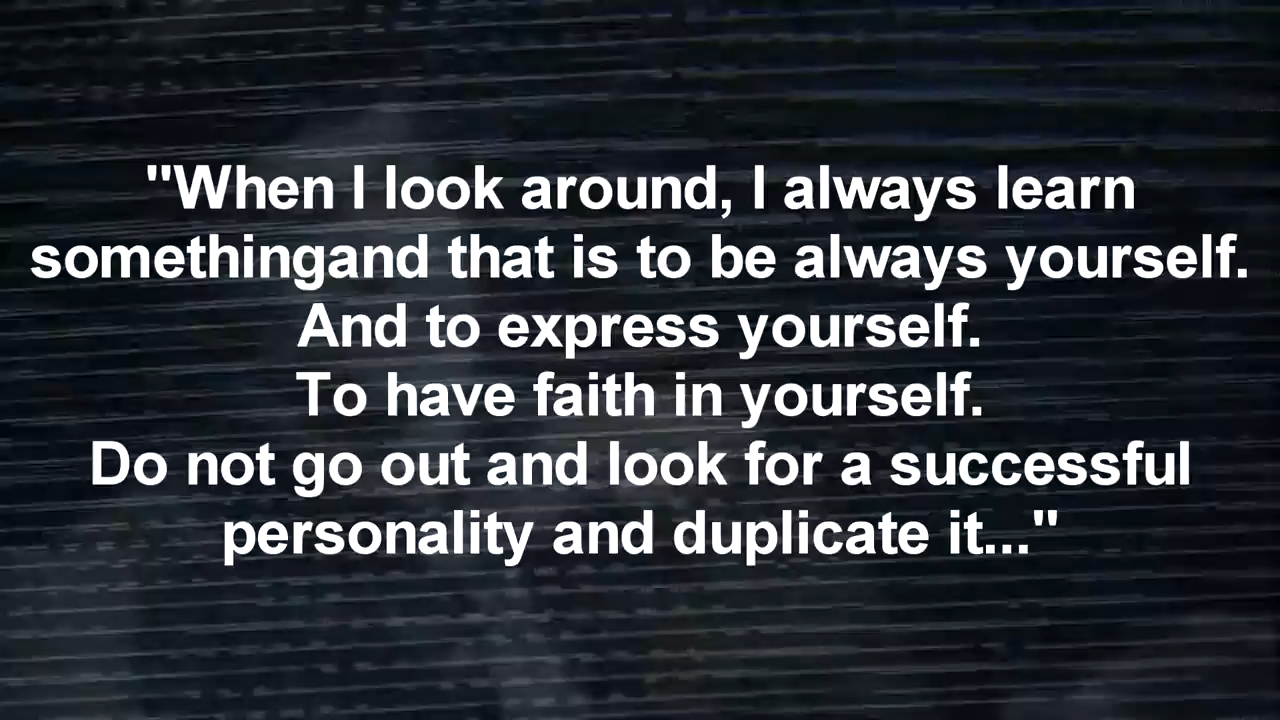 "When I look around, I always learn
somethingand that is to be always yourself.
And to express yourself.
To have faith in yourself.
Do not go out and look for a successful
personality and duplicate it..."